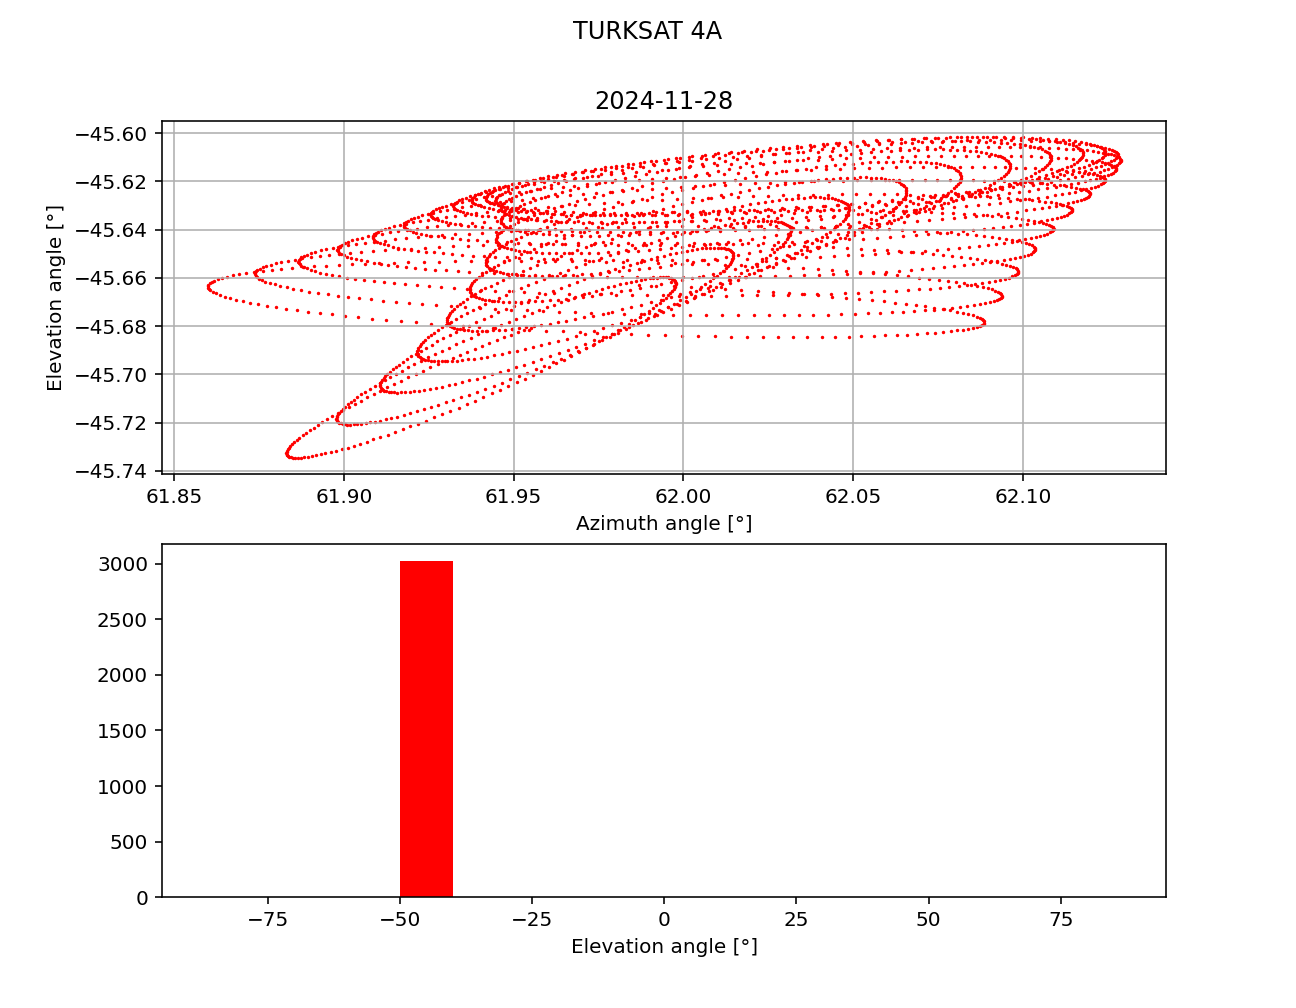 TURKSAT 4A
2024-11-28
−45.60
−45.62
−45.64
−45.66
−45.68
−45.70
−45.72
−45.74
Elevation angle [°]
61.85 61.90 61.95 62.00 62.05 62.10
Azimuth angle [°]
3000
2500
2000
1500
1000
500
0
−75 −50 −25 0 25 50 75
Elevation angle [°]